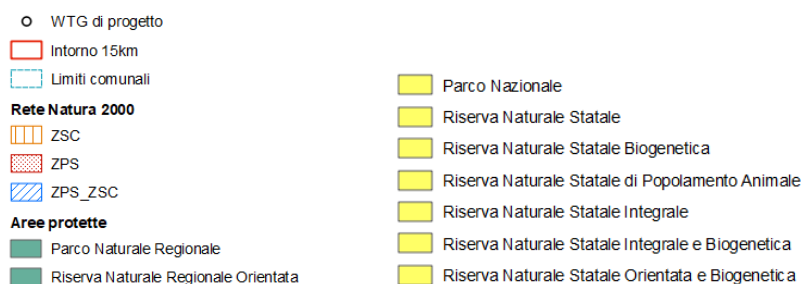 WTG di progetto
Intorno 15km
Limiti comunali
Rete Natura 2000
ZSC
ZPS
ZPS_ZSC
Aree protette
Parco Naturale Regionale
Riserva Naturale Regionale Orientata
Parco Nazionale
Riserva Naturale Statale
Riserva Naturale Statale Biogenetica
Riserva Naturale Statale di Popolamento Animale
Riserva Naturale Statale Integrale
Riserva Naturale Statale Integrale e Biogenetica
Riserva Naturale Statale Orientata e Biogenetica